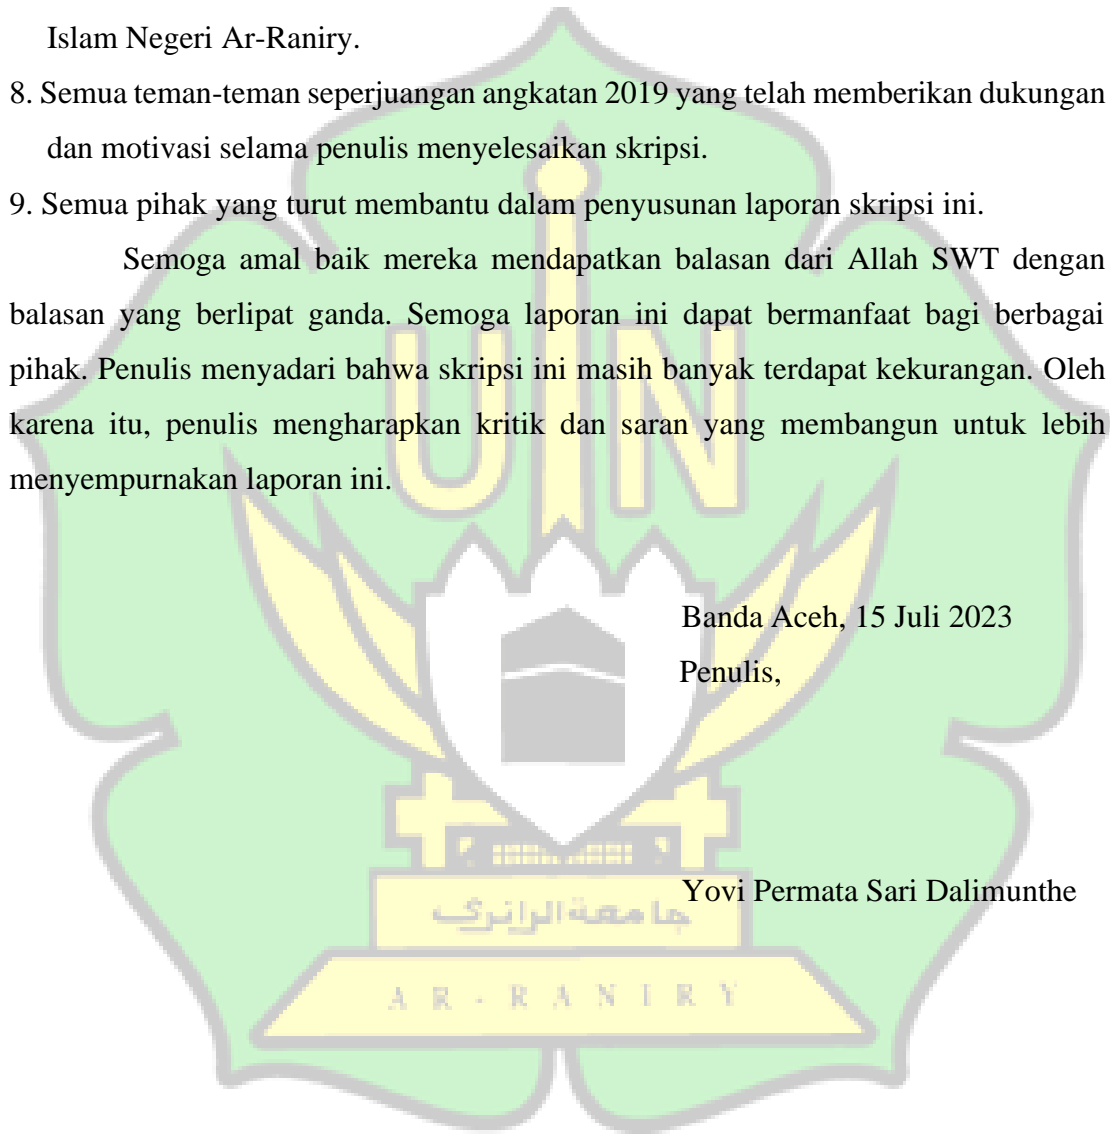 Islam Negeri Ar-Raniry.
8. Semua teman-teman seperjuangan angkatan 2019 yang telah memberikan dukungan
dan motivasi selama penulis menyelesaikan skripsi.
9. Semua pihak yang turut membantu dalam penyusunan laporan skripsi ini.
Semoga amal baik mereka mendapatkan balasan dari Allah SWT dengan
balasan yang berlipat ganda. Semoga laporan ini dapat bermanfaat bagi berbagai
pihak. Penulis menyadari bahwa skripsi ini masih banyak terdapat kekurangan. Oleh
karena itu, penulis mengharapkan kritik dan saran yang membangun untuk lebih
menyempurnakan laporan ini.
UIN
Banda Aceh, 15 Juli 2023
Penulis,
Yovi Permata Sari Dalimunthe
جامعة الرانري
AR-RANIRY